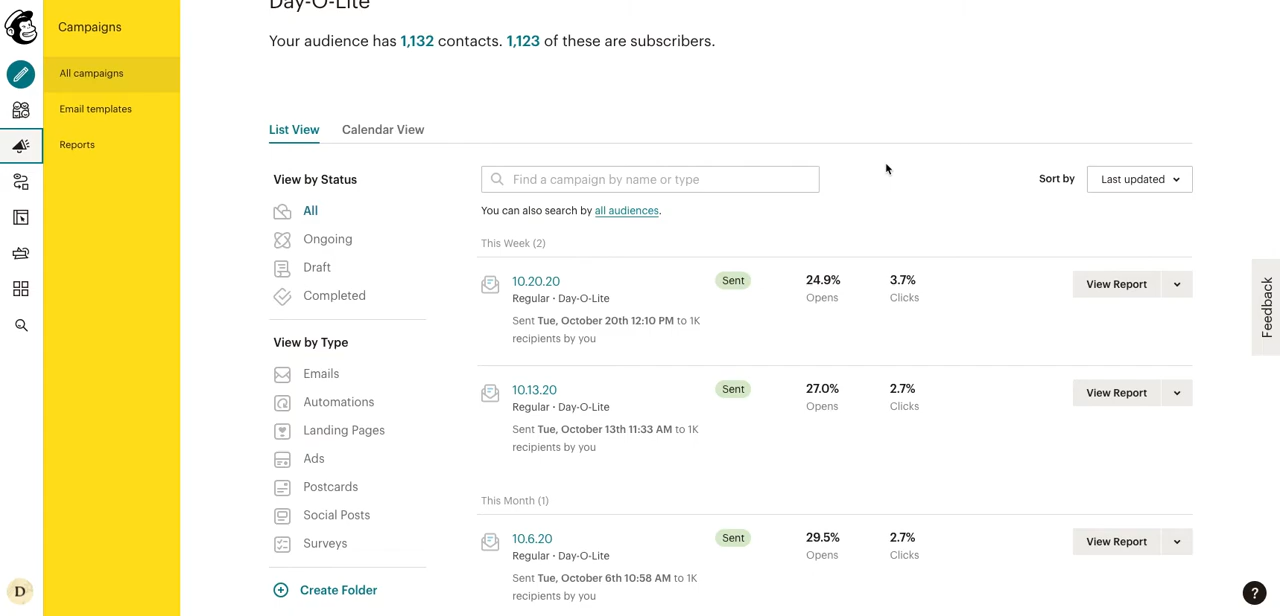 Day-O-Lite
Campaigns
Your audience has 1,132 contacts. 1,123 of these are subscribers.
All campaigns
Email templates
Reports
List View
Calendar View
View by Status
All
Ongoing
Draft
Completed
View by Type
Emails
Automations
Landing Pages
Ads
Postcards
Social Posts
Surveys
Create Folder
Find a campaign by name or type
Sort by
Last updated
You can also search by all audiences.
This Week (2)
10.20.20
Sent
24.9%
3.7%
View Report
Regular · Day-O-Lite
Opens
Clicks
Sent Tue, October 20th 12:10 PM to 1K
recipients by you
10.13.20
Sent
27.0%
2.7%
View Report
Regular · Day-O-Lite
Opens
Clicks
Sent Tue, October 13th 11:33 AM to 1K
recipients by you
This Month (1)
10.6.20
Sent
29.5%
2.7%
View Report
Regular · Day-O-Lite
Opens
Clicks
Sent Tue, October 6th 10:58 AM to 1K
recipients by you
Feedback
D
?